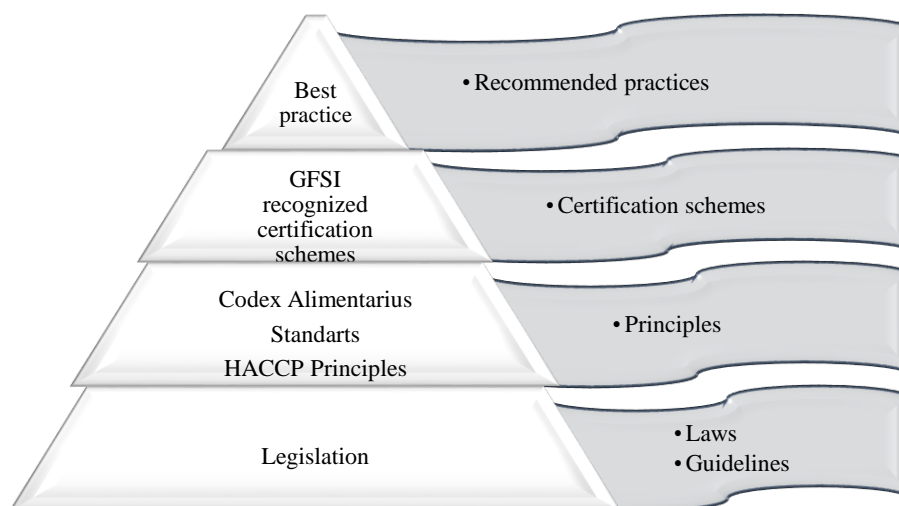 Best
practice
• Recommended practices
GFSI
recognized
certification
schemes
• Certification schemes
Codex Alimentarius
Standarts
HACCP Principles
• Principles
Legislation
• Laws
• Guidelines